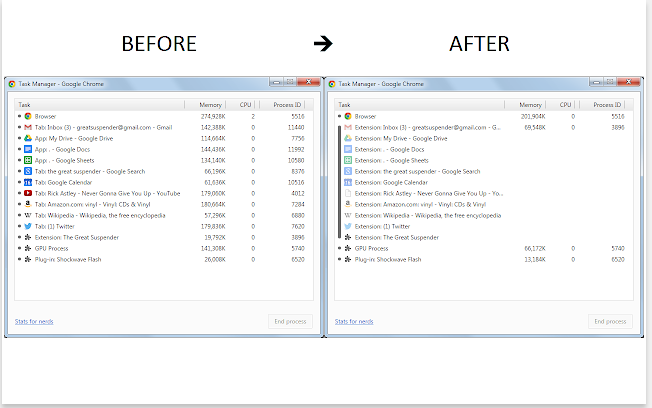 BEFORE → AFTER
Task Manager - Google Chrome
Task Memory CPU Process ID
Browser 274,928K 2 5516
Tab: Inbox (3) - greatsuspender@gmail.com - Gmail 142,388K 0 11440
App: My Drive - Google Drive 114,664K 0 7756
App: . - Google Docs 144,436K 0 11992
App: . - Google Sheets 134,140K 0 10580
Tab: the great suspender - Google Search 66,196K 0 8376
Tab: Google Calendar 61,636K 0 10516
Tab: Rick Astley - Never Gonna Give You Up - YouTube 179,060K 0 4012
Tab: Amazon.com: vinyl - Vinyl: CDs & Vinyl 180,664K 0 7284
Tab: Wikipedia - Wikipedia, the free encyclopedia 57,296K 0 6880
Tab: (1) Twitter 179,836K 0 7620
Extension: The Great Suspender 19,792K 0 3896
GPU Process 141,308K 0 5740
Plug-in: Shockwave Flash 26,008K 0 6520
Stats for nerds End process
Task Manager - Google Chrome
Task Memory CPU Process ID
Browser 201,904K 0 5516
Extension: Inbox (3) - greatsuspender@gmail.com - G... 69,548K 0 3896
Extension: My Drive - Google Drive
Extension: . - Google Docs
Extension: . - Google Sheets
Extension: the great suspender - Google Search
Extension: Google Calendar
Extension: Rick Astley - Never Gonna Give You Up - Yo...
Extension: Amazon.com: vinyl - Vinyl: CDs & Vinyl
Extension: Wikipedia - Wikipedia, the free encyclopedia
Extension: (1) Twitter
Extension: The Great Suspender
GPU Process 66,172K 0 5740
Plug-in: Shockwave Flash 13,184K 0 6520
Stats for nerds End process